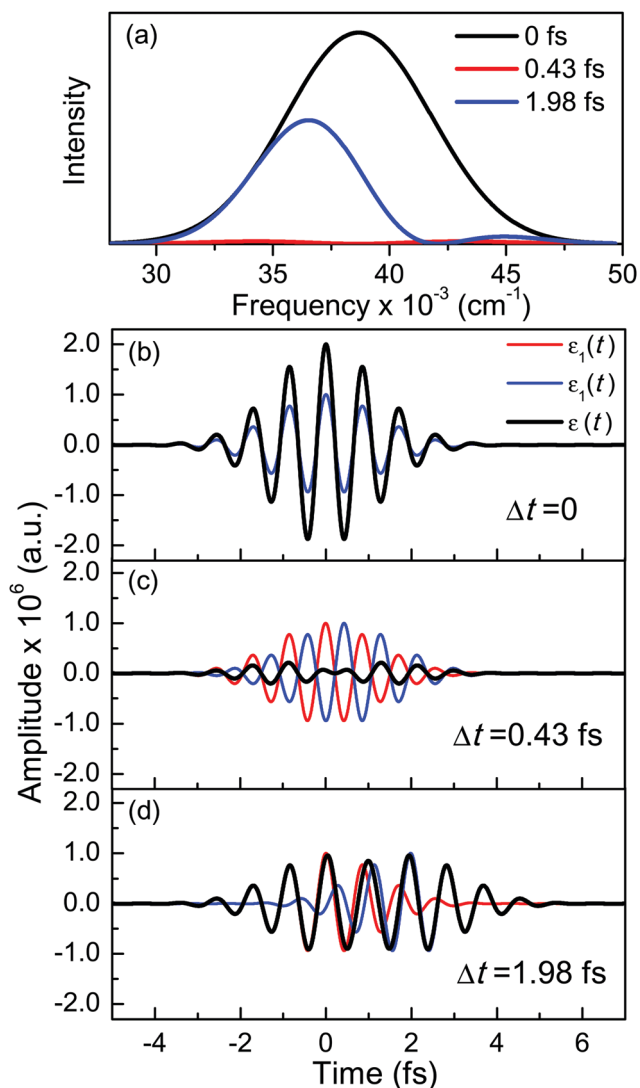 (a)
0 fs
0.43 fs
1.98 fs
Intensity
30 35 40 45 50
Frequency x 10⁻³ (cm⁻¹)
(b)
ε₁(t)
ε₁(t)
ε(t)
2.0
1.0
0.0
-1.0
-2.0
Δt=0
(c)
2.0
1.0
0.0
-1.0
-2.0
Δt=0.43 fs
(d)
2.0
1.0
0.0
-1.0
-2.0
Δt=1.98 fs
Amplitude x 10⁶ (a.u.)
-4 -2 0 2 4 6
Time (fs)